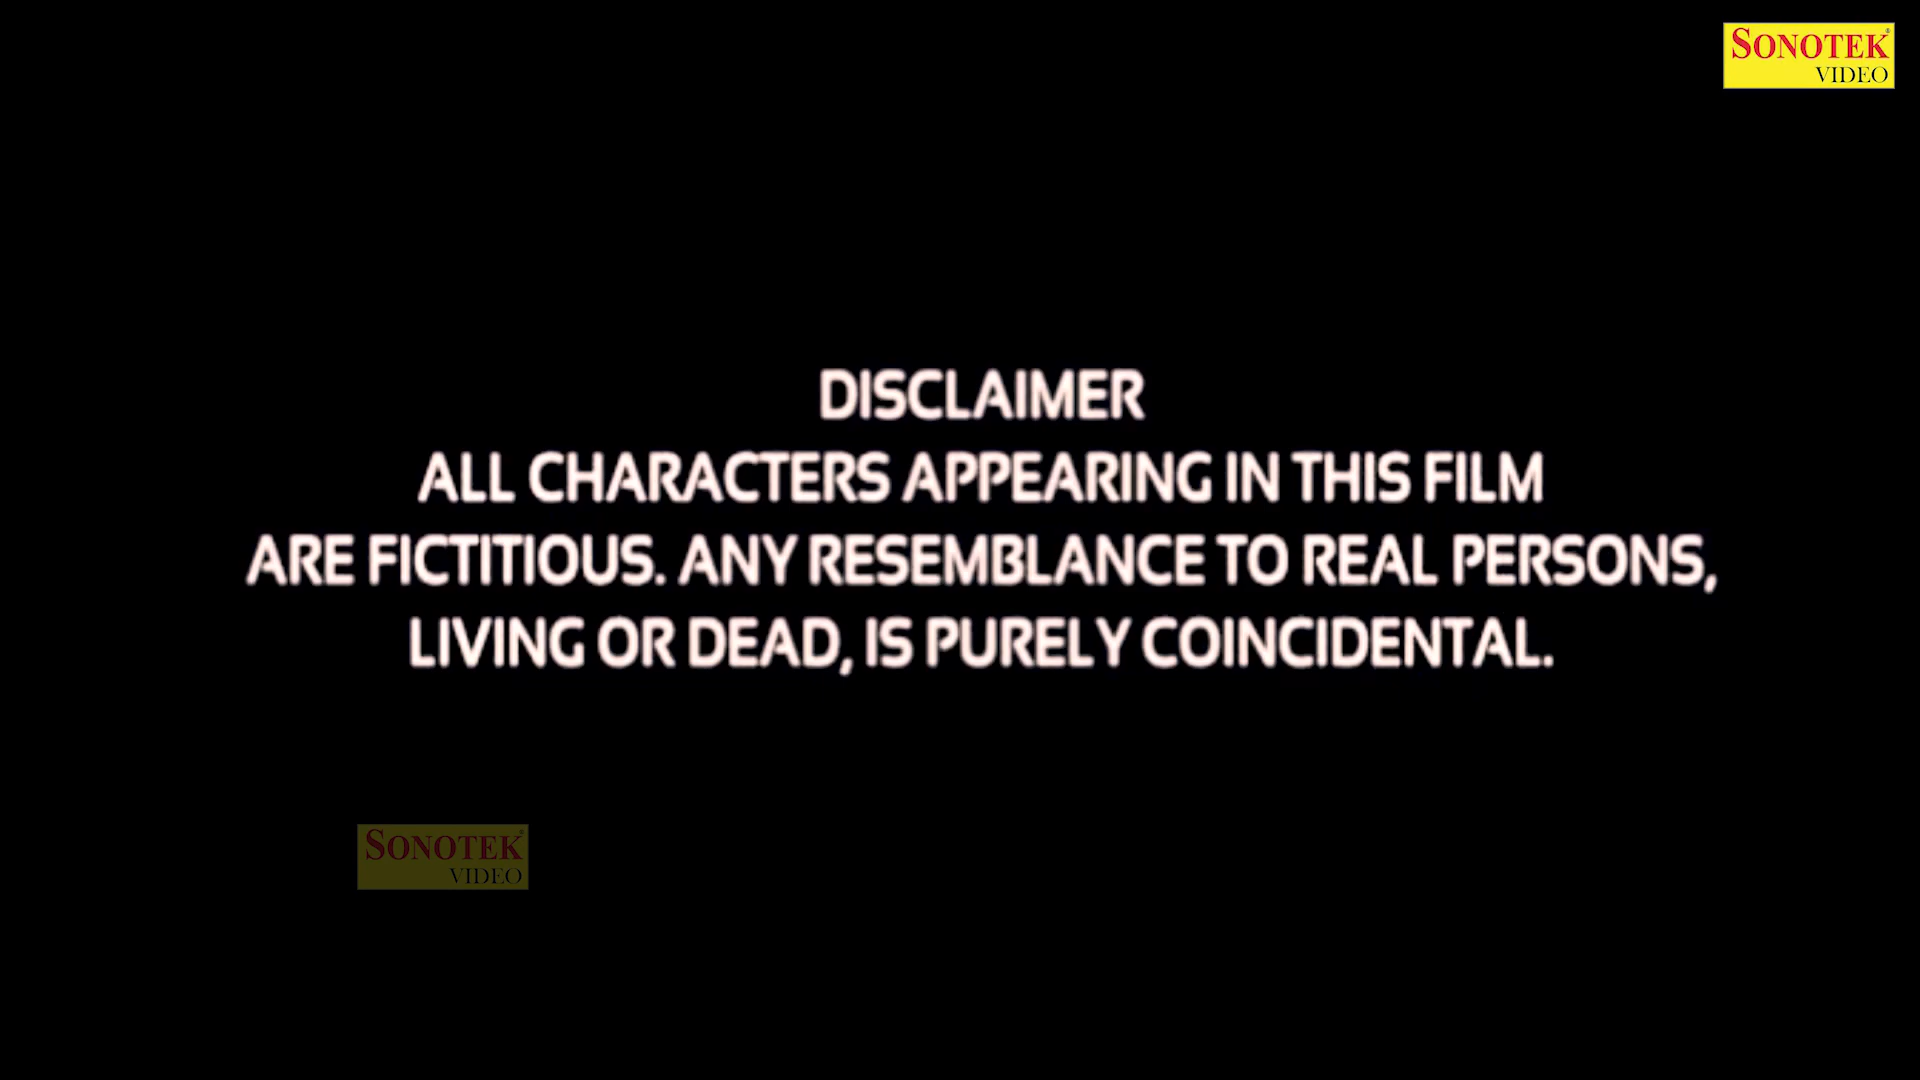 SONOTEK®
VIDEO
DISCLAIMER
ALL CHARACTERS APPEARING IN THIS FILM
ARE FICTITIOUS. ANY RESEMBLANCE TO REAL PERSONS,
LIVING OR DEAD, IS PURELY COINCIDENTAL.
SONOTEK®
VIDEO